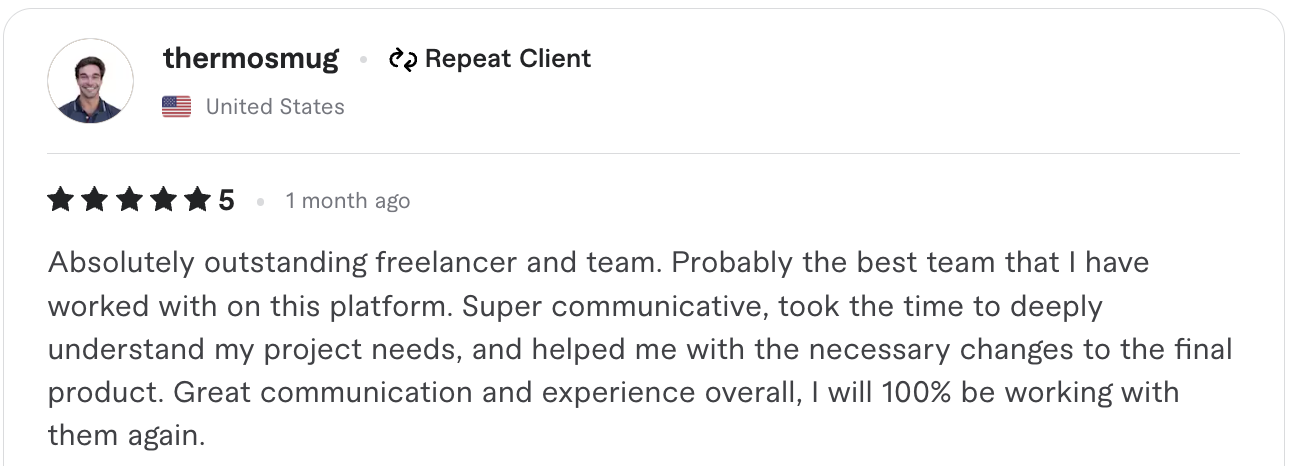 thermosmug • Repeat Client
United States
5 • 1 month ago
Absolutely outstanding freelancer and team. Probably the best team that I have
worked with on this platform. Super communicative, took the time to deeply
understand my project needs, and helped me with the necessary changes to the final
product. Great communication and experience overall, I will 100% be working with
them again.